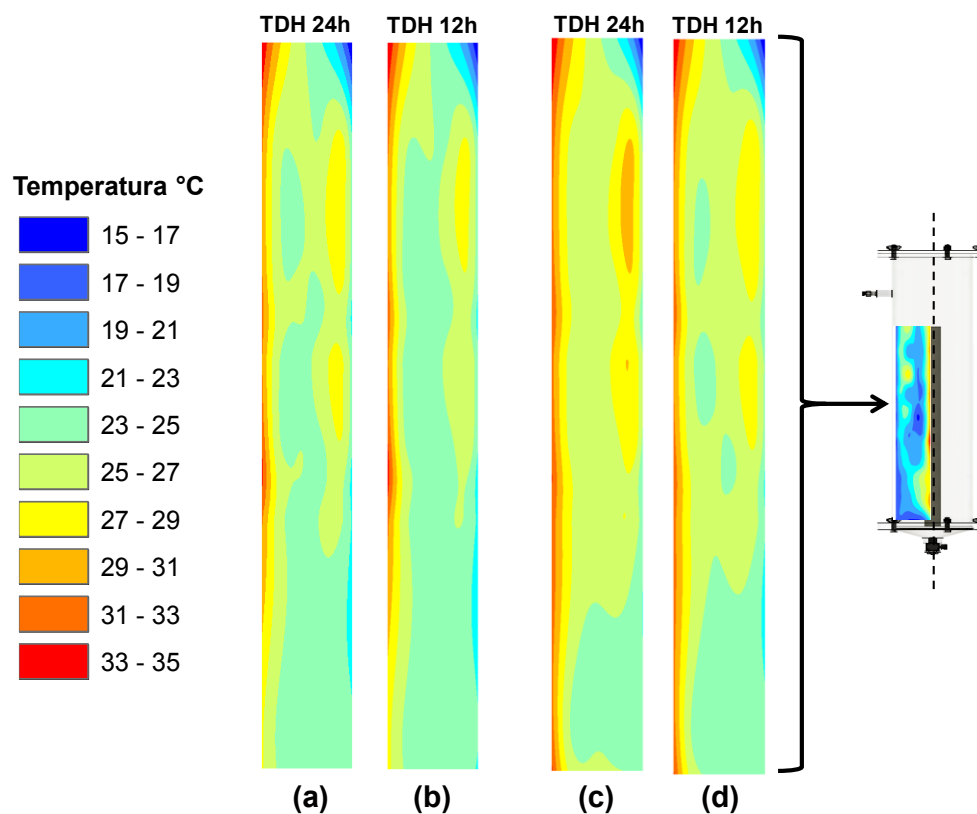 TDH 24h
TDH 12h
TDH 24h
TDH 12h
Temperatura °C
15 - 17
17 - 19
19 - 21
21 - 23
23 - 25
25 - 27
27 - 29
29 - 31
31 - 33
33 - 35
(a)
(b)
(c)
(d)